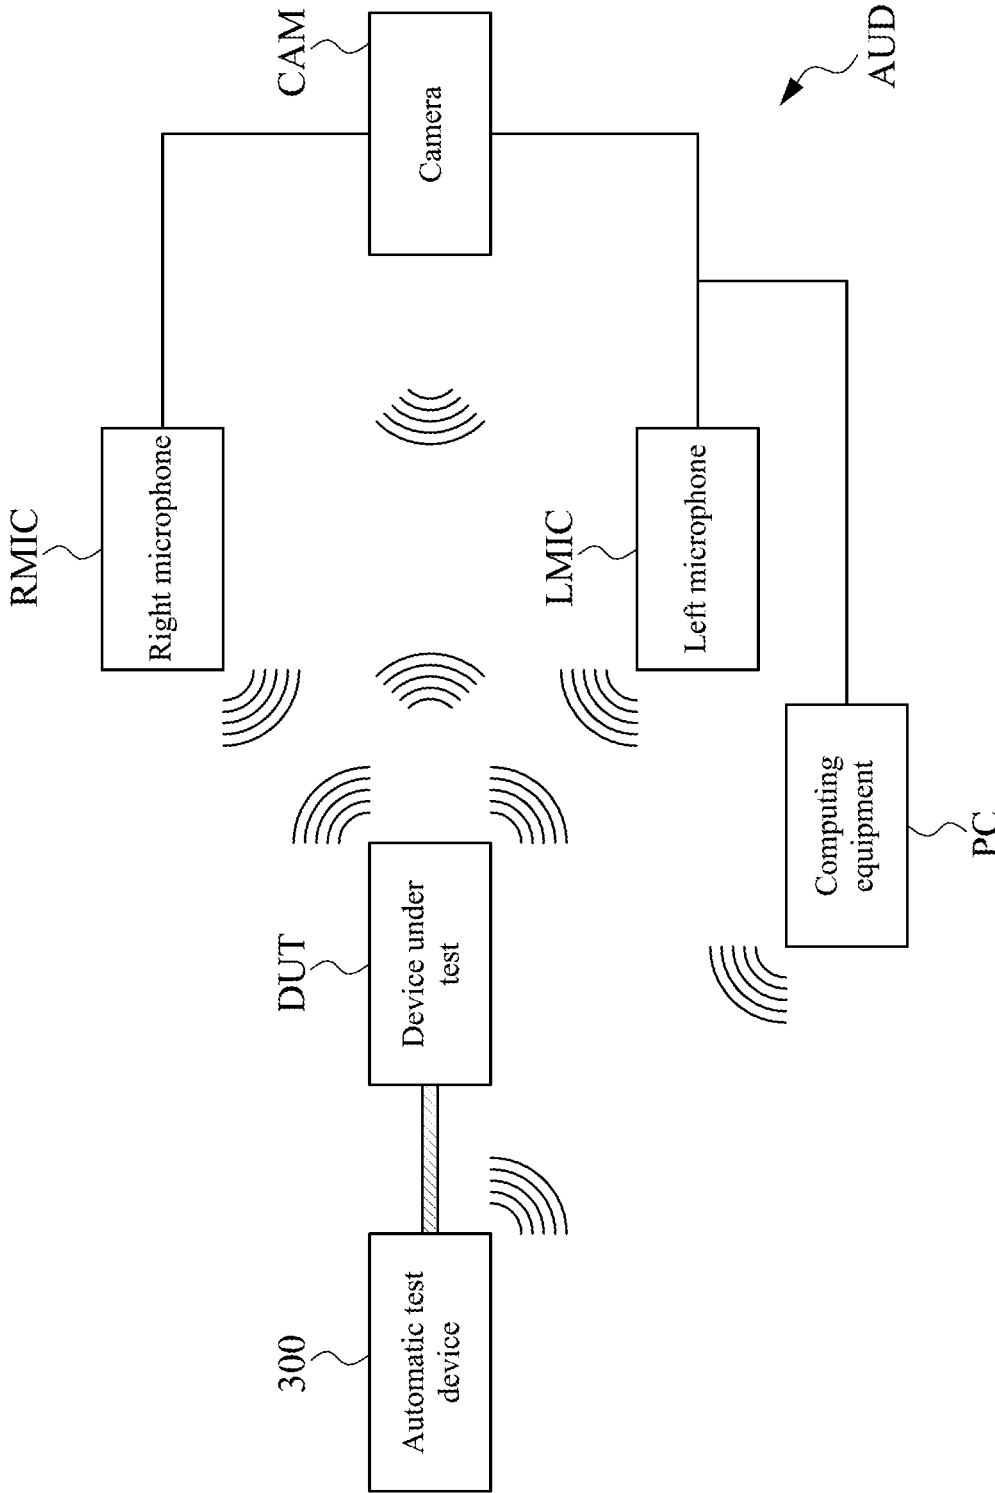 RMIC
Right microphone
CAM
Camera
300
Automatic test
device
DUT
Device under
test
LMIC
Left microphone
Computing
equipment
PC
AUD